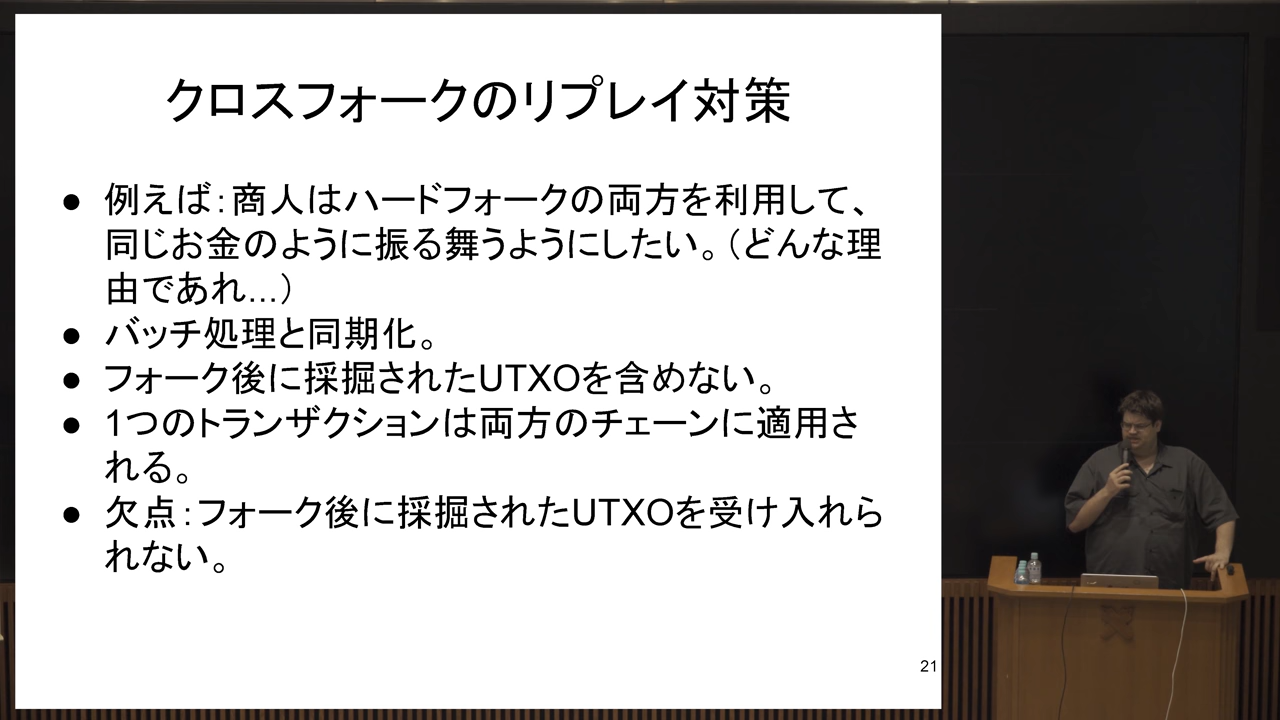 クロスフォークのリプレイ対策
● 例えば：商人はハードフォークの両方を利用して、
同じお金のように振る舞うようにしたい。（どんな理
由であれ...）
● バッチ処理と同期化。
● フォーク後に採掘されたUTXOを含めない。
● 1つのトランザクションは両方のチェーンに適用さ
れる。
● 欠点：フォーク後に採掘されたUTXOを受け入れら
れない。
21